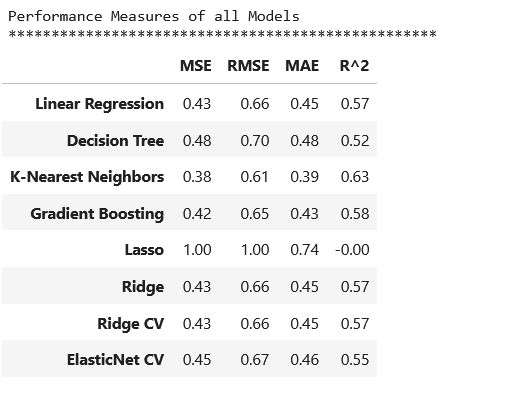 Performance Measures of all Models
**************************************************
MSE RMSE MAE R^2
Linear Regression 0.43 0.66 0.45 0.57
Decision Tree 0.48 0.70 0.48 0.52
K-Nearest Neighbors 0.38 0.61 0.39 0.63
Gradient Boosting 0.42 0.65 0.43 0.58
Lasso 1.00 1.00 0.74 -0.00
Ridge 0.43 0.66 0.45 0.57
Ridge CV 0.43 0.66 0.45 0.57
ElasticNet CV 0.45 0.67 0.46 0.55